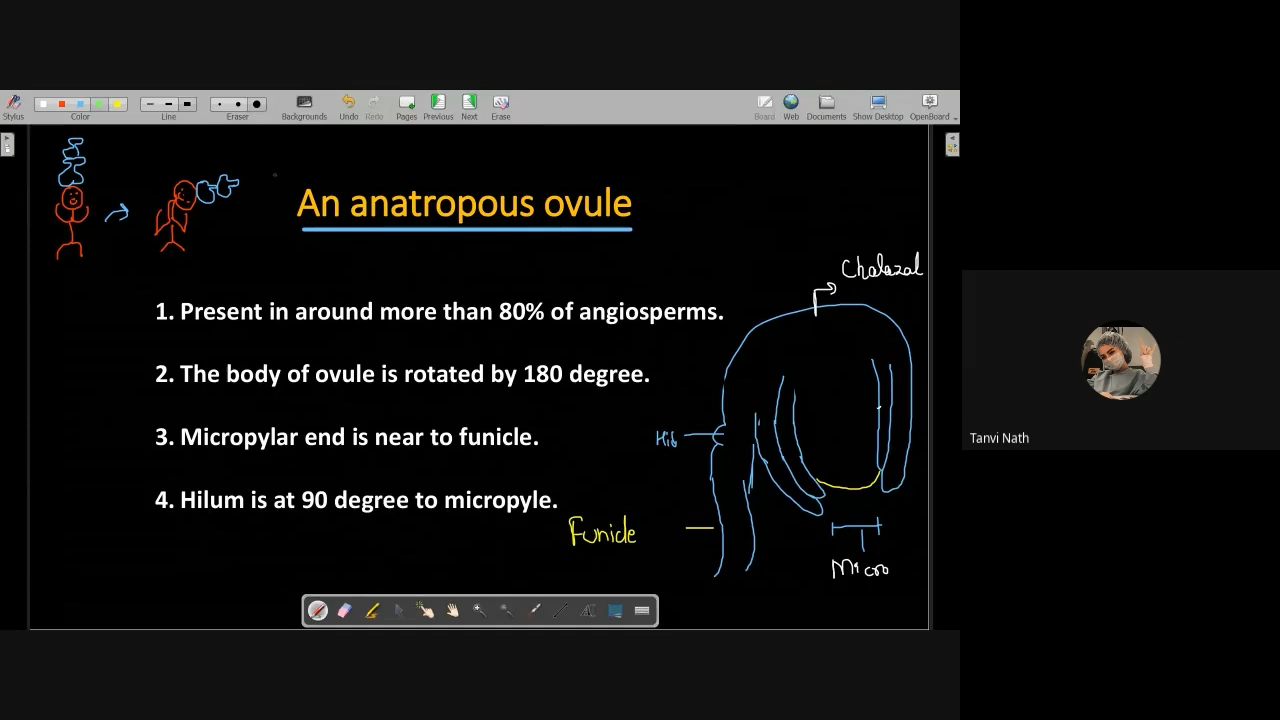 Stylus
Color
Line
Eraser
Backgrounds
Undo
Redo
Pages
Previous
Next
Erase
Board
Web
Documents
Show Desktop
OpenBoard
An anatropous ovule
Chalazal
1. Present in around more than 80% of angiosperms.
2. The body of ovule is rotated by 180 degree.
3. Micropylar end is near to funicle.
Tanvi Nath
4. Hilum is at 90 degree to micropyle.
Funicle
Micro